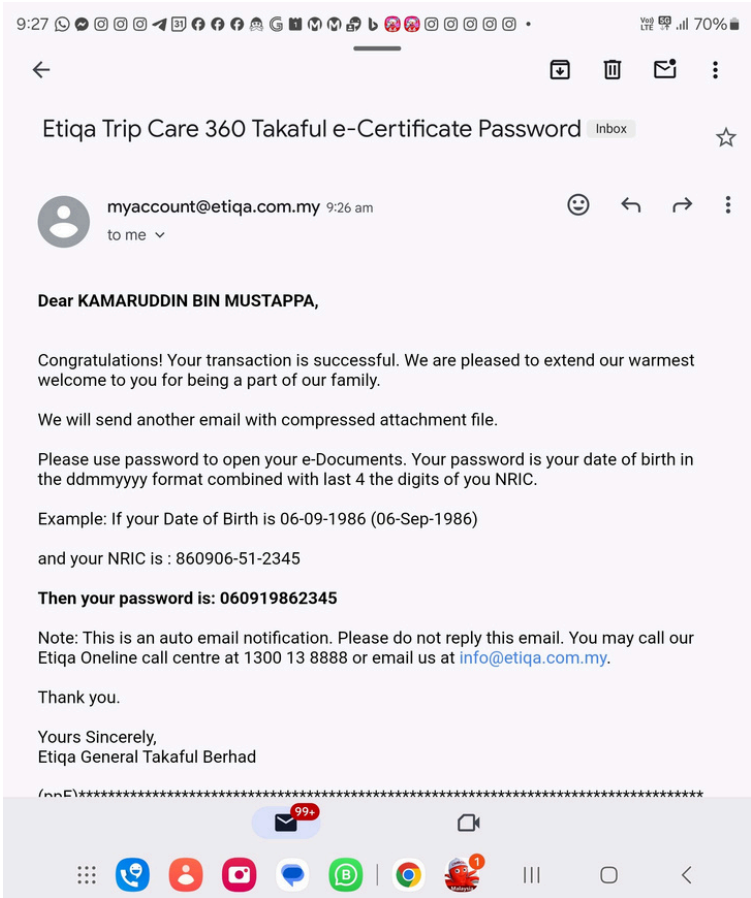 9:27
Vo)) LTE 5G 70%
Etiqa Trip Care 360 Takaful e-Certificate Password Inbox
myaccount@etiqa.com.my 9:26 am
to me
Dear KAMARUDDIN BIN MUSTAPPA,
Congratulations! Your transaction is successful. We are pleased to extend our warmest
welcome to you for being a part of our family.
We will send another email with compressed attachment file.
Please use password to open your e-Documents. Your password is your date of birth in
the ddmmyyyy format combined with last 4 the digits of you NRIC.
Example: If your Date of Birth is 06-09-1986 (06-Sep-1986)
and your NRIC is : 860906-51-2345
Then your password is: 060919862345
Note: This is an auto email notification. Please do not reply this email. You may call our
Etiqa Oneline call centre at 1300 13 8888 or email us at info@etiqa.com.my.
Thank you.
Yours Sincerely,
Etiqa General Takaful Berhad
99+
1
Malaysia